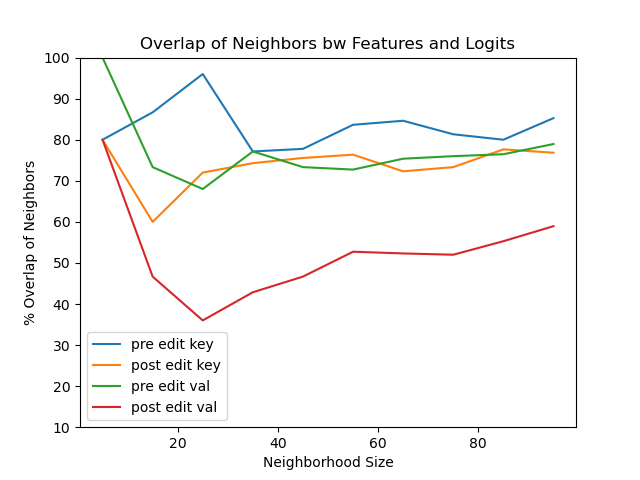 Overlap of Neighbors bw Features and Logits
100
90
80
70
60
50
40
30
20
10
% Overlap of Neighbors
pre edit key
post edit key
pre edit val
post edit val
20
40
60
80
Neighborhood Size